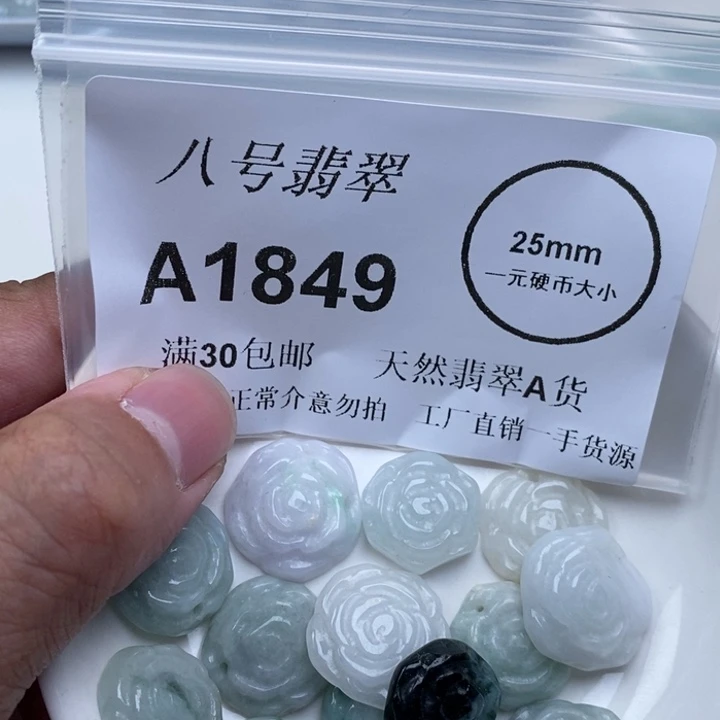 八号翡翠
A1849
25mm
一元硬币大小
满30包邮 天然翡翠A货
正常介意勿拍 工厂直销一手货源